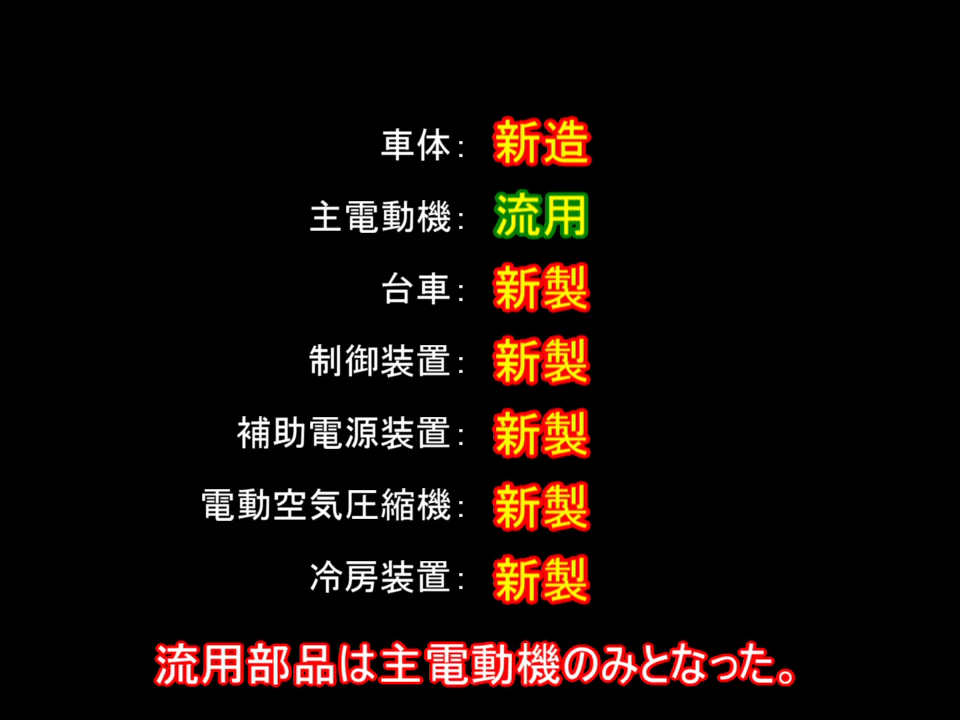 車体： 新造
主電動機： 流用
台車： 新製
制御装置： 新製
補助電源装置： 新製
電動空気圧縮機： 新製
冷房装置： 新製
流用部品は主電動機のみとなった。